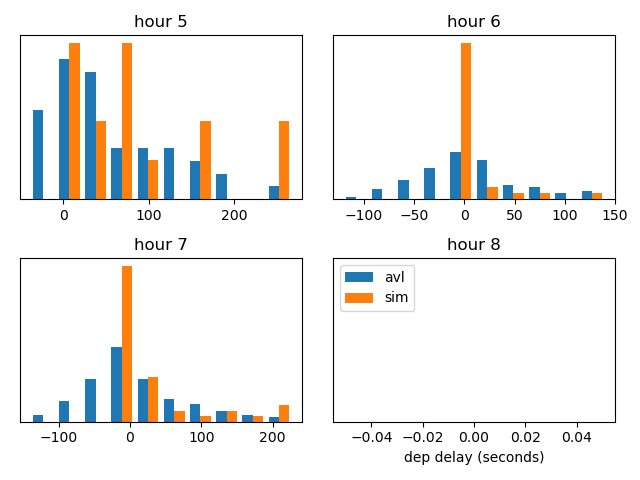 hour 5
hour 6
0 100 200
−100 −50 0 50 100 150
hour 7
hour 8
avl
sim
−100 0 100 200
−0.04 −0.02 0.00 0.02 0.04
dep delay (seconds)